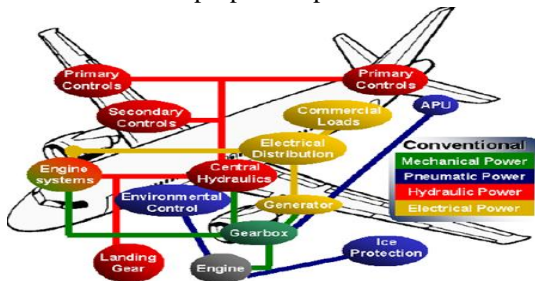 Primary
Controls
Primary
Controls
APU
Secondary
Controls
Commercial
Loads
Electrical
Distribution
Conventional
Mechanical Power
Pneumatic Power
Hydraulic Power
Electrical Power
Engine
systems
Central
Hydraulics
Environmental
Control
Generator
Gearbox
Ice
Protection
Landing
Gear
Engine